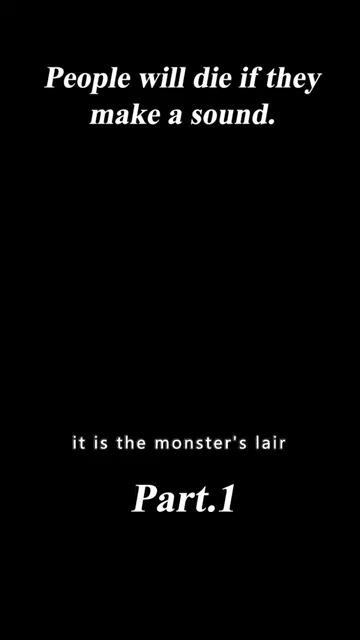 People will die if they
make a sound.
it is the monster's lair
Part.1